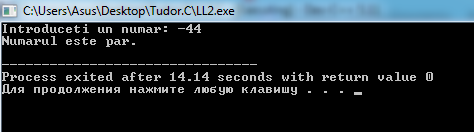 C:\Users\Asus\Desktop\Tudor.C\LL2.exe
Introduceti un numar: -44
Numarul este par.
--------------------------------
Process exited after 14.14 seconds with return value 0
Для продолжения нажмите любую клавишу . . . _